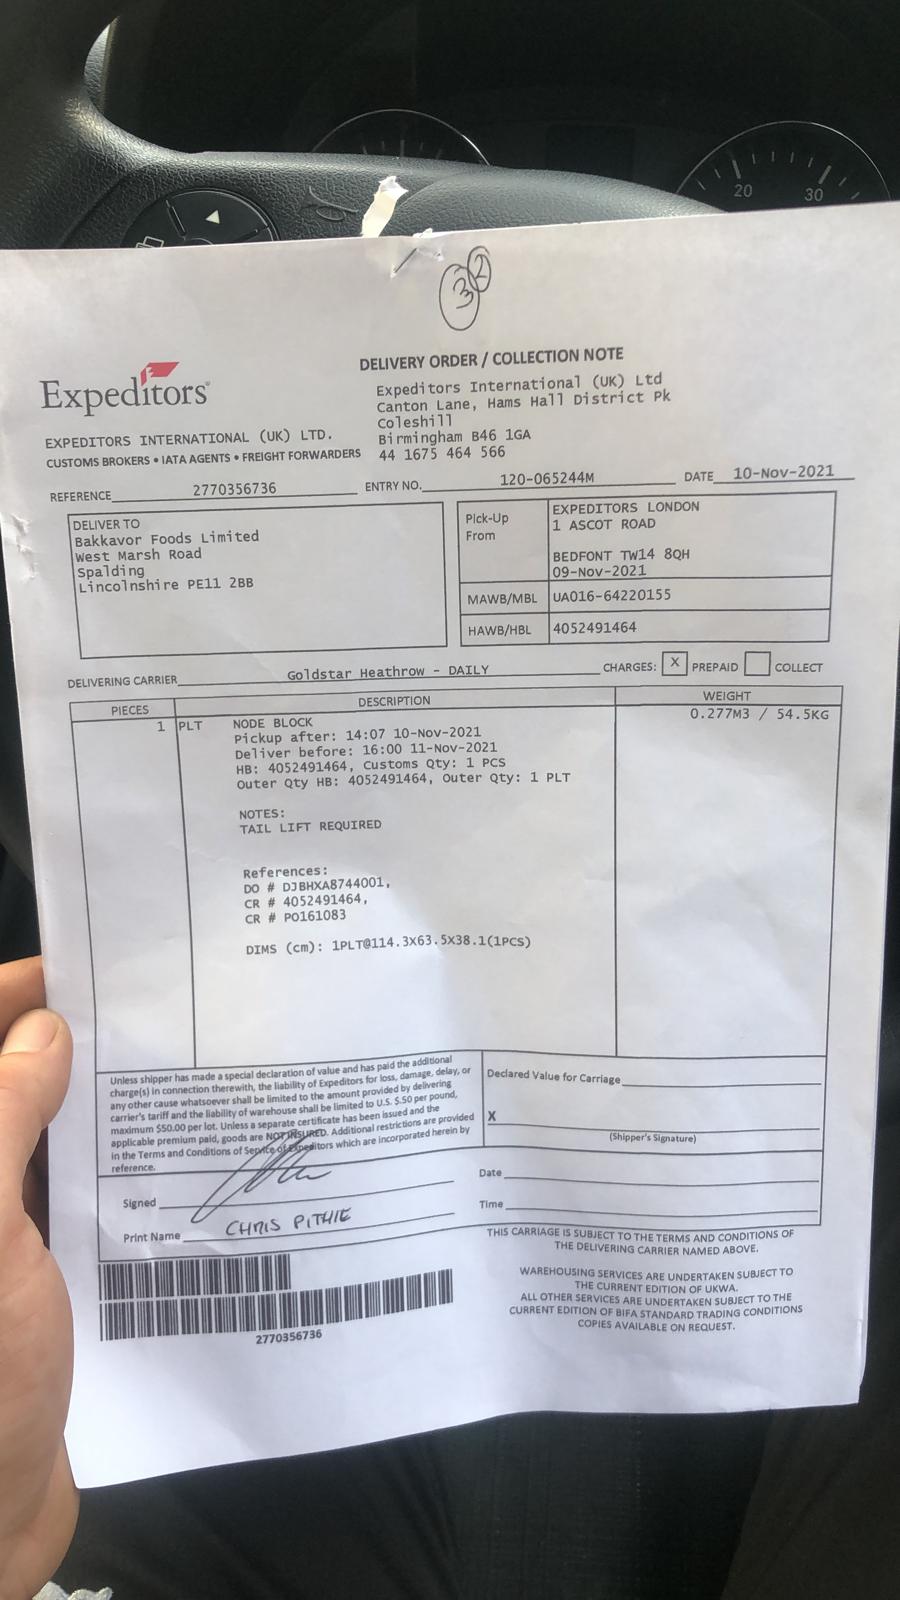 20
30
3
2
DELIVERY ORDER / COLLECTION NOTE
Expeditors
Expeditors International (UK) Ltd
Canton Lane, Hams Hall District Pk
Coleshill
Birmingham B46 1GA
44 1675 464 566
EXPEDITORS INTERNATIONAL (UK) LTD.
CUSTOMS BROKERS • IATA AGENTS • FREIGHT FORWARDERS
REFERENCE 2770356736 ENTRY NO. 120-065244M DATE 10-Nov-2021
DELIVER TO
Bakkavor Foods Limited
West Marsh Road
Spalding
Lincolnshire PE11 2BB
Pick-Up
From
EXPEDITORS LONDON
1 ASCOT ROAD
BEDFONT TW14 8QH
09-Nov-2021
MAWB/MBL UA016-64220155
HAWB/HBL 4052491464
DELIVERING CARRIER Goldstar Heathrow - DAILY CHARGES: X PREPAID COLLECT
PIECES DESCRIPTION WEIGHT
1 PLT NODE BLOCK 0.277M3 / 54.5KG
Pickup after: 14:07 10-Nov-2021
Deliver before: 16:00 11-Nov-2021
HB: 4052491464, Customs Qty: 1 PCS
Outer Qty HB: 4052491464, Outer Qty: 1 PLT
NOTES:
TAIL LIFT REQUIRED
References:
DO # DJBHXA8744001,
CR # 4052491464,
CR # PO161083
DIMS (cm): 1PLT@114.3X63.5X38.1(1PCS)
Unless shipper has made a special declaration of value and has paid the additional
charge(s) in connection therewith, the liability of Expeditors for loss, damage, delay, or
any other cause whatsoever shall be limited to the amount provided by delivering
carrier's tariff and the liability of warehouse shall be limited to U.S. $.50 per pound,
maximum $50.00 per lot. Unless a separate certificate has been issued and the
applicable premium paid, goods are NOT INSURED. Additional restrictions are provided
in the Terms and Conditions of Service of Expeditors which are incorporated herein by
reference.
Declared Value for Carriage
X
(Shipper's Signature)
Signed
Print Name CHRIS PITHIE
Date
Time
2770356736
THIS CARRIAGE IS SUBJECT TO THE TERMS AND CONDITIONS OF
THE DELIVERING CARRIER NAMED ABOVE.
WAREHOUSING SERVICES ARE UNDERTAKEN SUBJECT TO
THE CURRENT EDITION OF UKWA.
ALL OTHER SERVICES ARE UNDERTAKEN SUBJECT TO THE
CURRENT EDITION OF BIFA STANDARD TRADING CONDITIONS
COPIES AVAILABLE ON REQUEST.